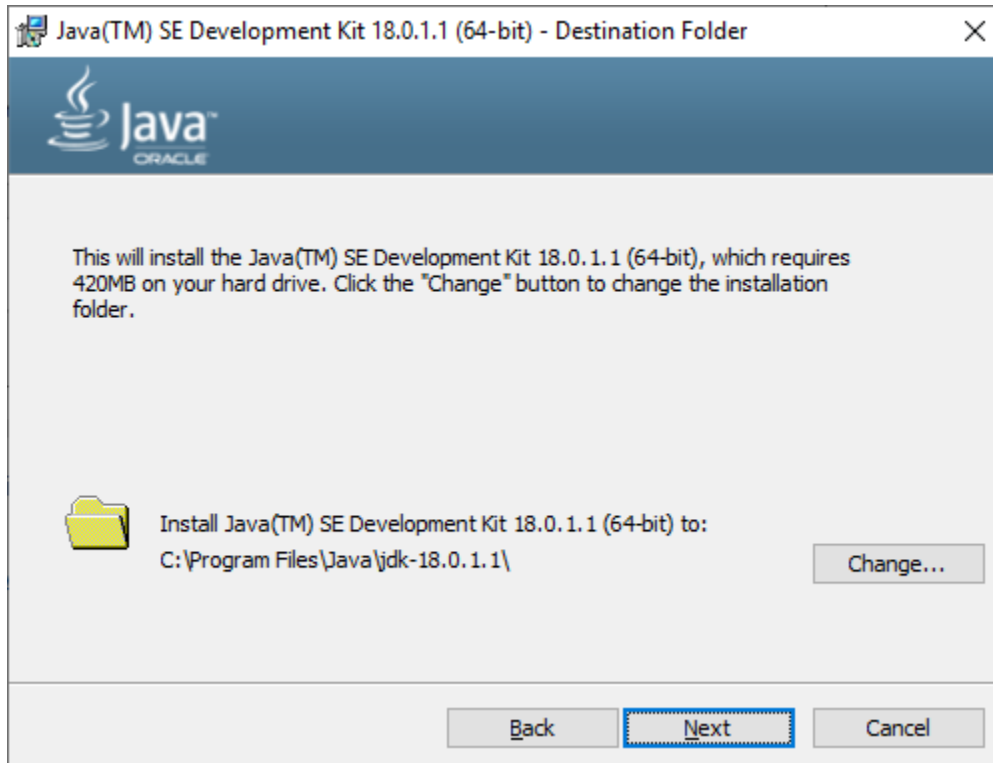 Java(TM) SE Development Kit 18.0.1.1 (64-bit) - Destination Folder
Java™
ORACLE
This will install the Java(TM) SE Development Kit 18.0.1.1 (64-bit), which requires
420MB on your hard drive. Click the "Change" button to change the installation
folder.
Install Java(TM) SE Development Kit 18.0.1.1 (64-bit) to:
C:\Program Files\Java\jdk-18.0.1.1\
Change...
Back
Next
Cancel